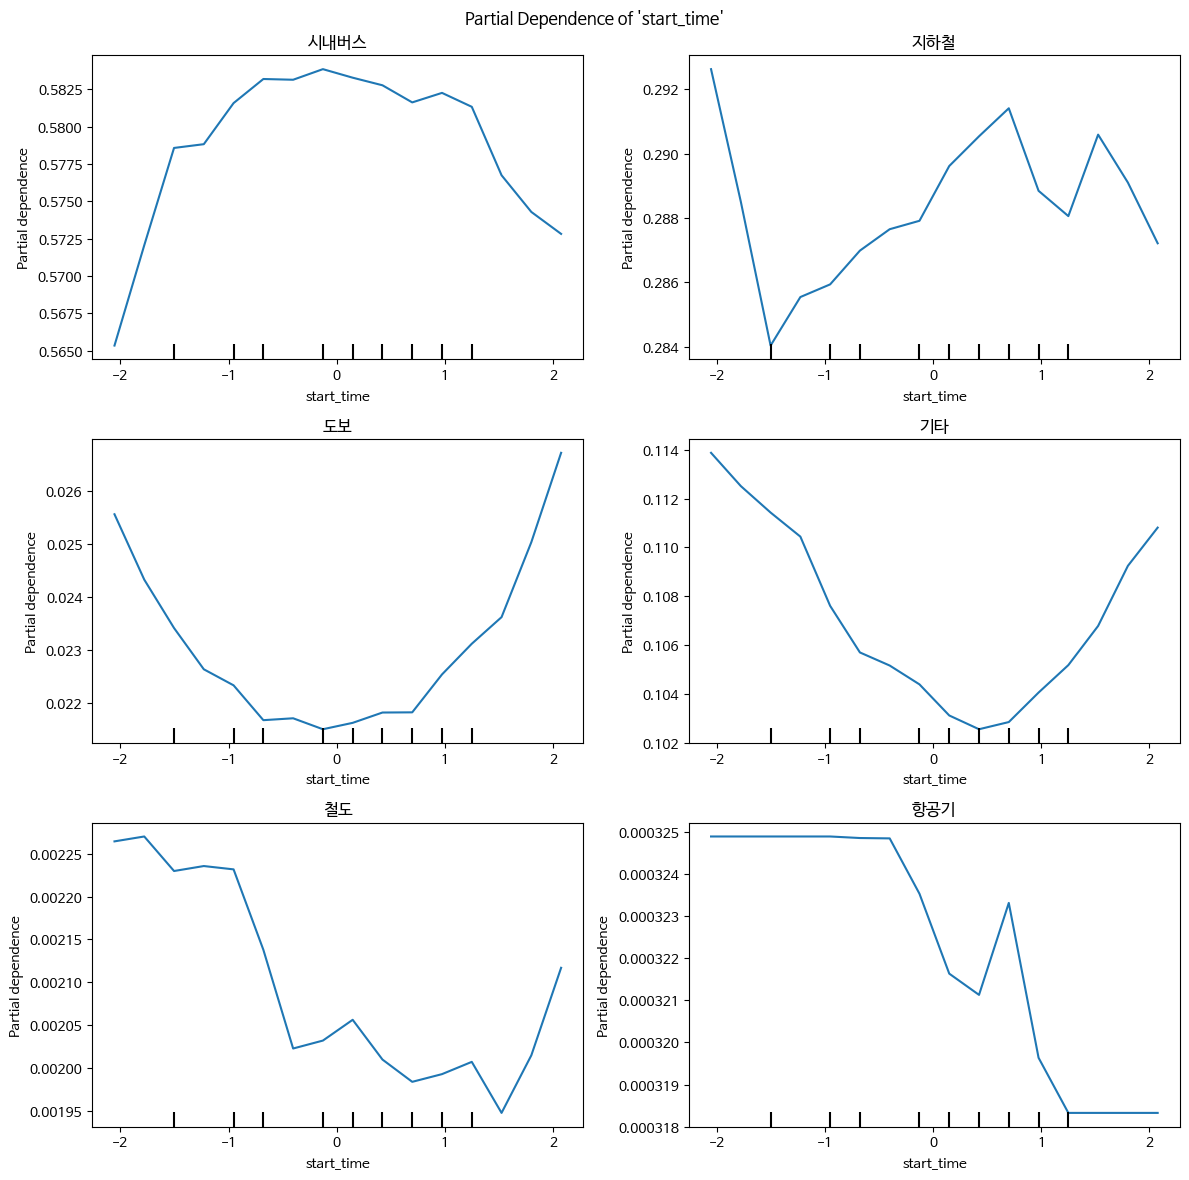 Partial Dependence of 'start_time'
시내버스
0.5825
0.5800
0.5775
0.5750
0.5725
0.5700
0.5675
0.5650
Partial dependence
−2 −1 0 1 2
start_time
지하철
0.292
0.290
0.288
0.286
0.284
Partial dependence
−2 −1 0 1 2
start_time
도보
0.026
0.025
0.024
0.023
0.022
Partial dependence
−2 −1 0 1 2
start_time
기타
0.114
0.112
0.110
0.108
0.106
0.104
0.102
Partial dependence
−2 −1 0 1 2
start_time
철도
0.00225
0.00220
0.00215
0.00210
0.00205
0.00200
0.00195
Partial dependence
−2 −1 0 1 2
start_time
항공기
0.000325
0.000324
0.000323
0.000322
0.000321
0.000320
0.000319
0.000318
Partial dependence
−2 −1 0 1 2
start_time